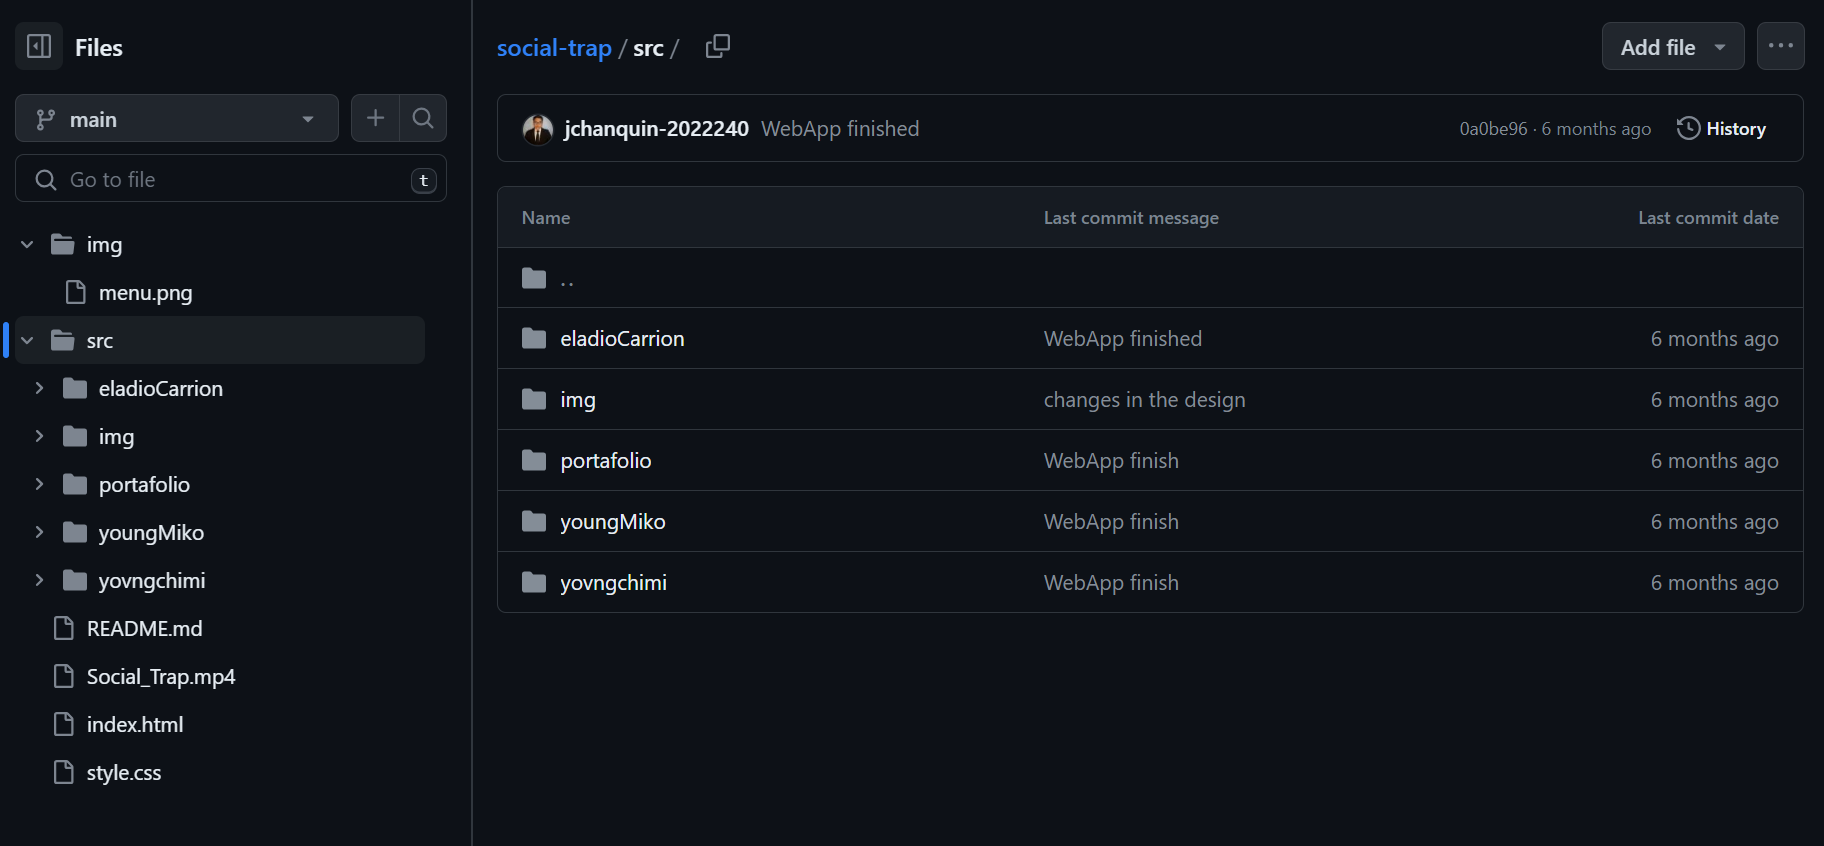 Files
main
Go to file
t
img
menu.png
src
eladioCarrion
img
portafolio
youngMiko
yovngchimi
README.md
Social_Trap.mp4
index.html
style.css
social-trap / src /
Add file
jchanquin-2022240 WebApp finished
0a0be96 · 6 months ago
History
Name Last commit message Last commit date
..
eladioCarrion WebApp finished 6 months ago
img changes in the design 6 months ago
portafolio WebApp finish 6 months ago
youngMiko WebApp finish 6 months ago
yovngchimi WebApp finish 6 months ago